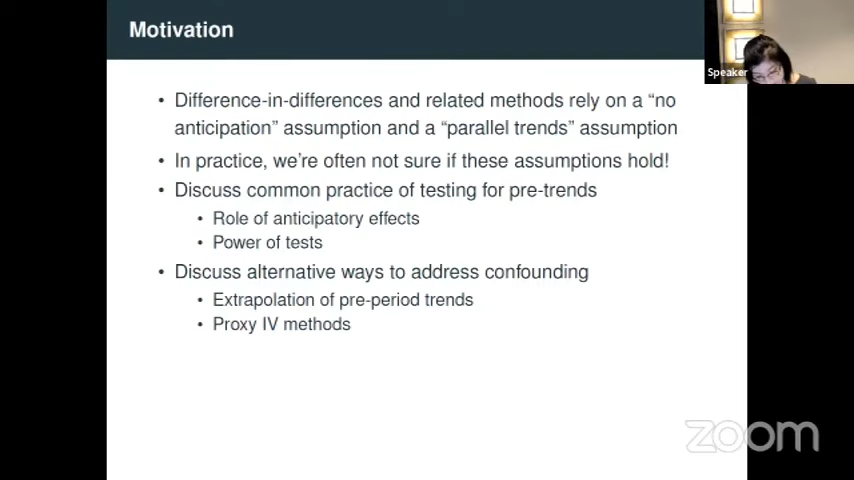 Motivation
Speaker
• Difference-in-differences and related methods rely on a “no
anticipation” assumption and a “parallel trends” assumption
• In practice, we’re often not sure if these assumptions hold!
• Discuss common practice of testing for pre-trends
• Role of anticipatory effects
• Power of tests
• Discuss alternative ways to address confounding
• Extrapolation of pre-period trends
• Proxy IV methods
zoom